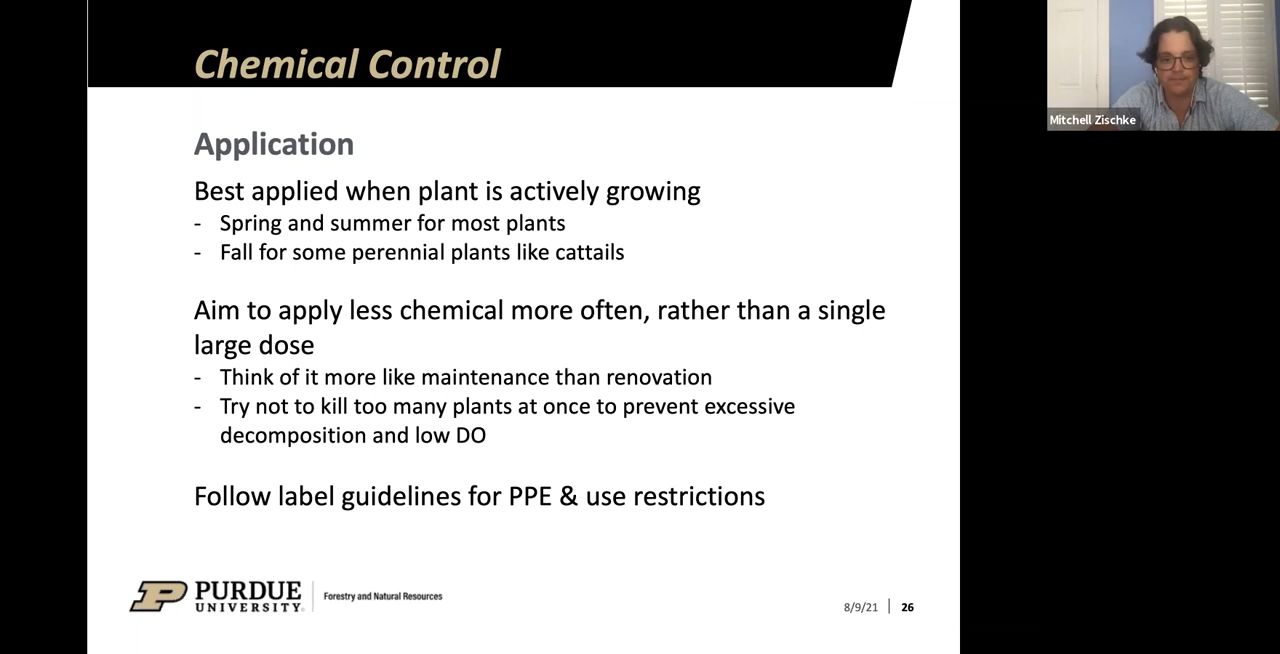 Chemical Control
Mitchell Zischke
Application
Best applied when plant is actively growing
- Spring and summer for most plants
- Fall for some perennial plants like cattails
Aim to apply less chemical more often, rather than a single
large dose
- Think of it more like maintenance than renovation
- Try not to kill too many plants at once to prevent excessive
decomposition and low DO
Follow label guidelines for PPE & use restrictions
P PURDUE
UNIVERSITY
Forestry and Natural Resources
8/9/21 | 26